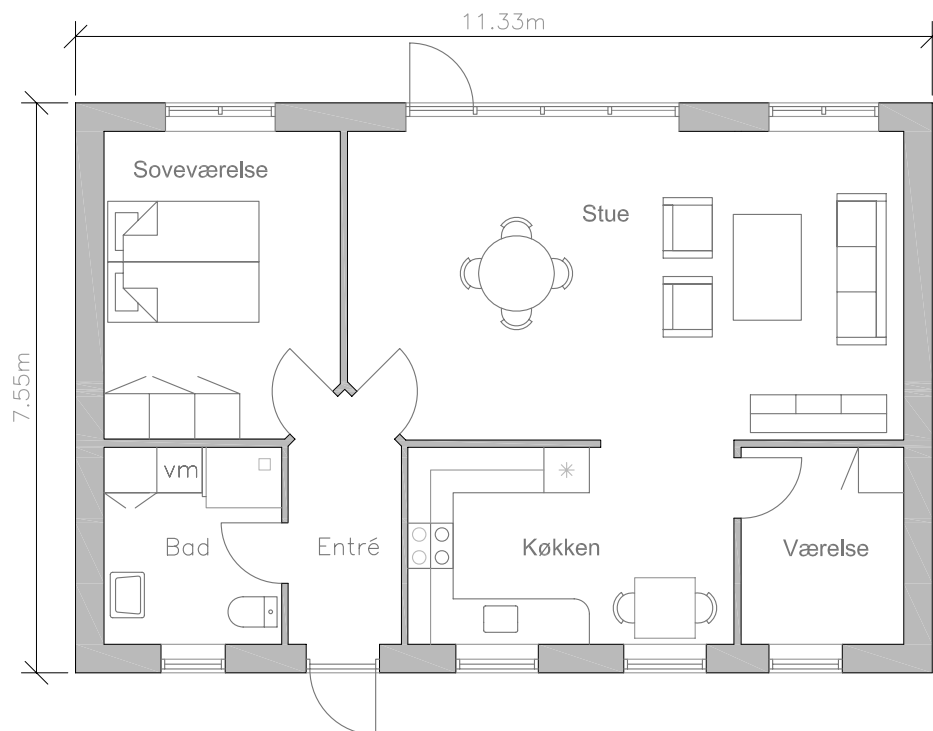 11.33m
Soveværelse
Stue
7.55m
vm
Bad
Entré
Køkken
Værelse